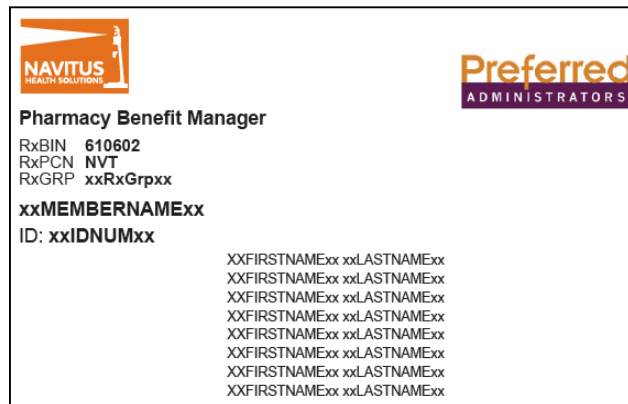 NAVITUS
HEALTH SOLUTIONS
Preferred
ADMINISTRATORS
Pharmacy Benefit Manager
RxBIN 610602
RxPCN NVT
RxGRP xxRxGrpxx
xxMEMBERNAMExx
ID: xxIDNUMxx
XXFIRSTNAMExx xxLASTNAMExx
XXFIRSTNAMExx xxLASTNAMExx
XXFIRSTNAMExx xxLASTNAMExx
XXFIRSTNAMExx xxLASTNAMExx
XXFIRSTNAMExx xxLASTNAMExx
XXFIRSTNAMExx xxLASTNAMExx
XXFIRSTNAMExx xxLASTNAMExx
XXFIRSTNAMExx xxLASTNAMExx